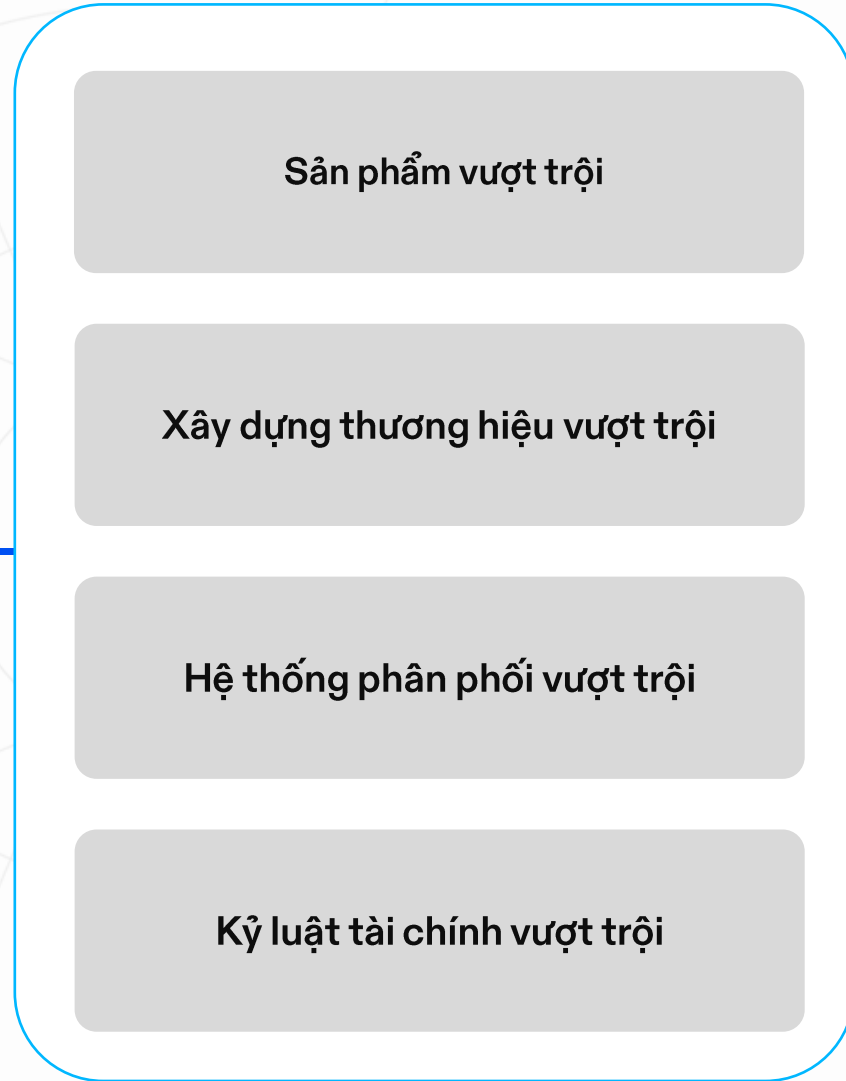 Sản phẩm vượt trội
Xây dựng thương hiệu vượt trội
Hệ thống phân phối vượt trội
Kỷ luật tài chính vượt trội